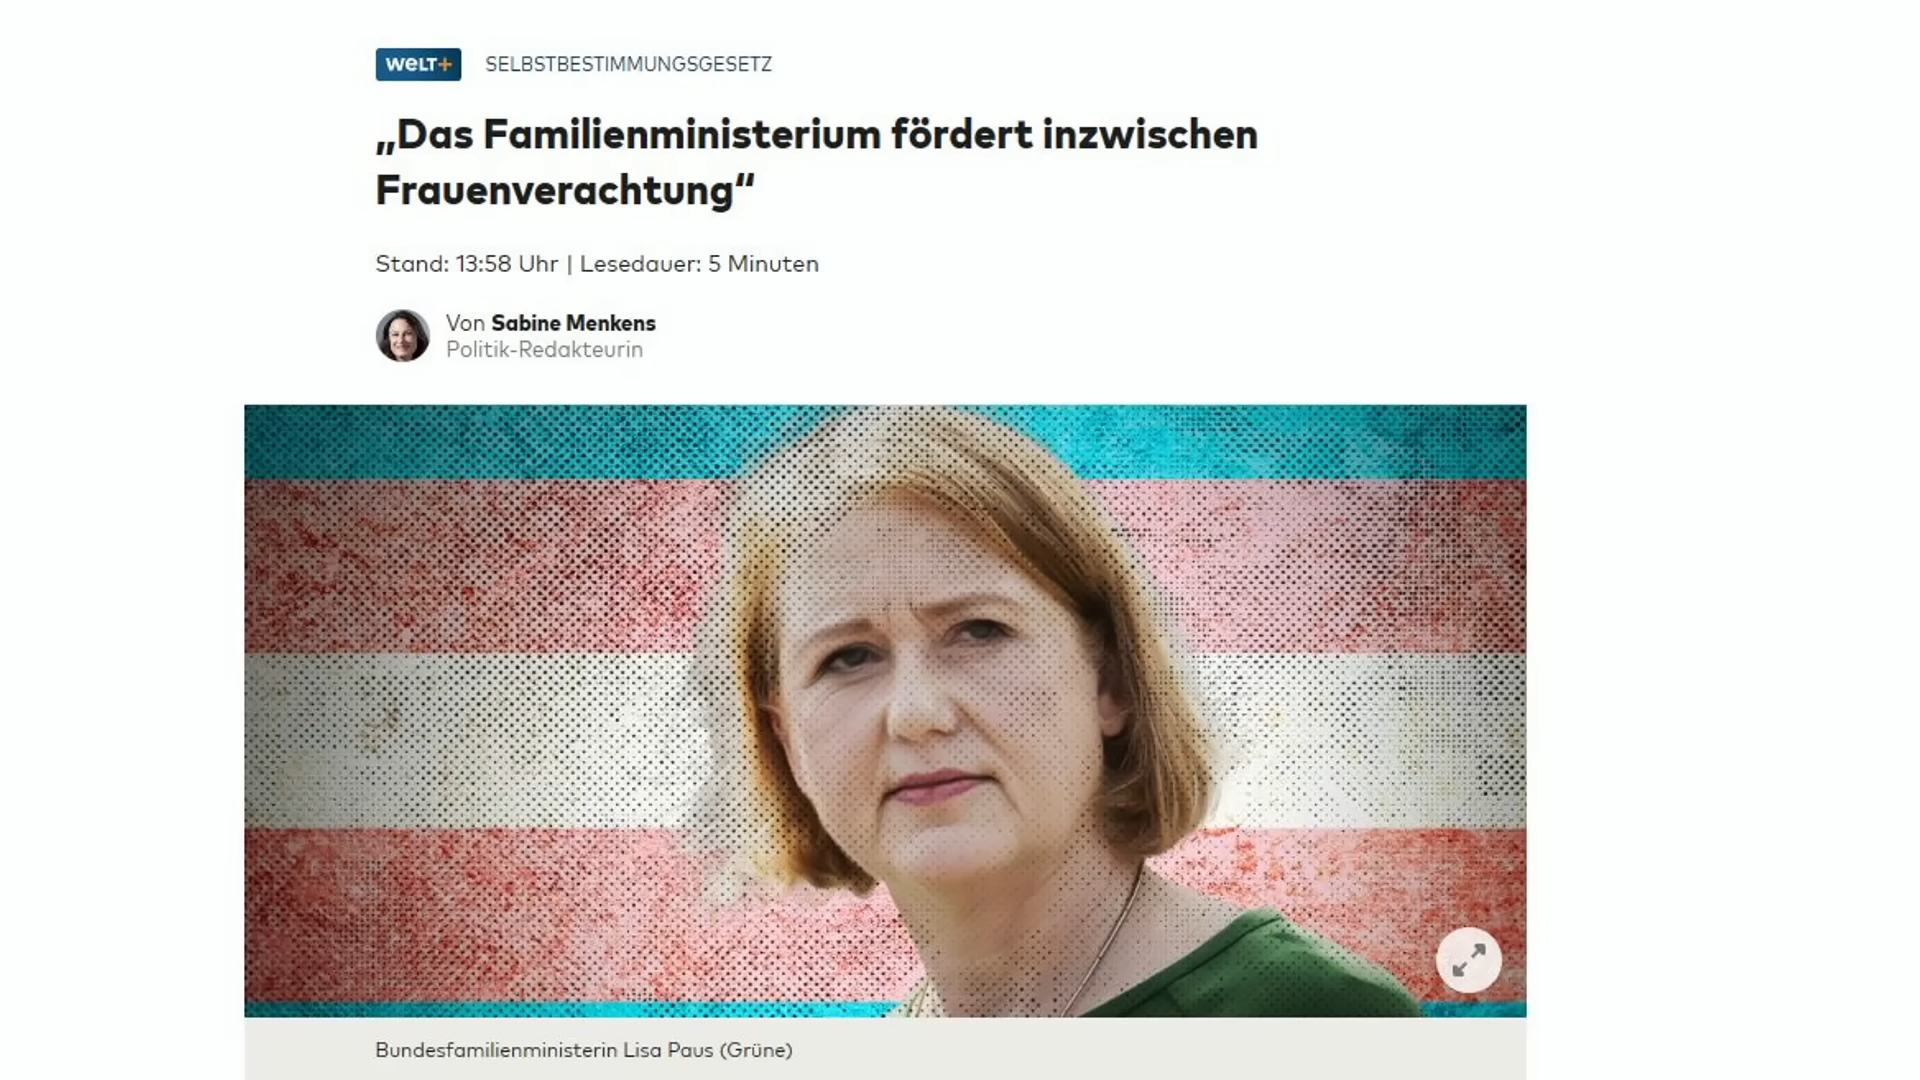 WELT+ SELBSTBESTIMMUNGSGESETZ
„Das Familienministerium fördert inzwischen
Frauenverachtung“
Stand: 13:58 Uhr | Lesedauer: 5 Minuten
Von Sabine Menkens
Politik-Redakteurin
Bundesfamilienministerin Lisa Paus (Grüne)